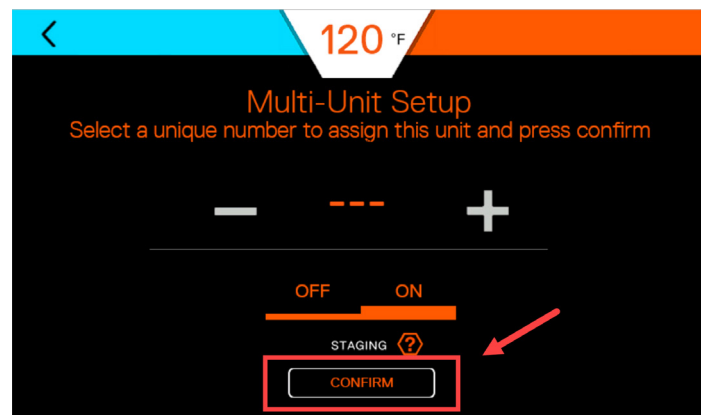 120 °F
Multi-Unit Setup
Select a unique number to assign this unit and press confirm
− --- +
OFF ON
STAGING ?
CONFIRM